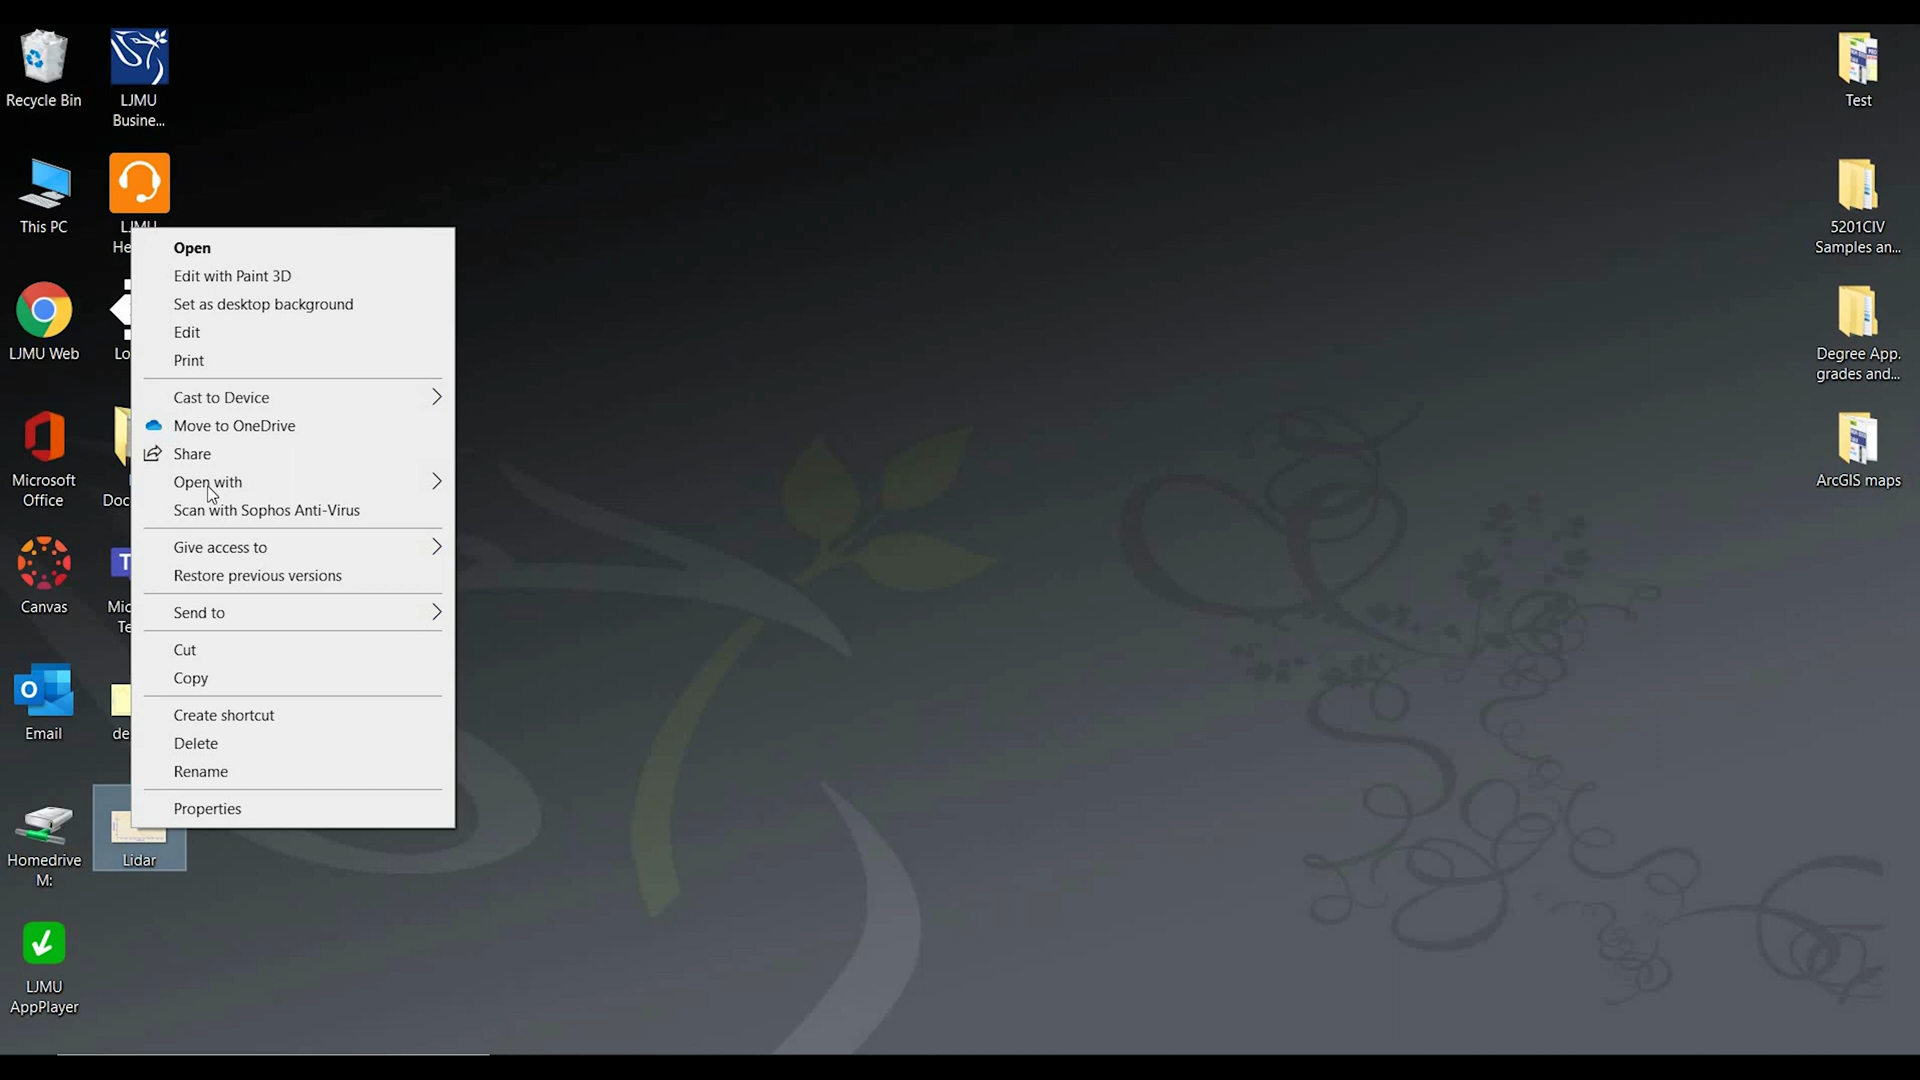 Recycle Bin
LJMU
Busine...
This PC
LJMU
He
LJMU Web
Lo
Microsoft
Office
Doc
Canvas
Mic
Te
Email
de
Homedrive
M:
Lidar
LJMU
AppPlayer
Open
Edit with Paint 3D
Set as desktop background
Edit
Print
Cast to Device
Move to OneDrive
Share
Open with
Scan with Sophos Anti-Virus
Give access to
Restore previous versions
Send to
Cut
Copy
Create shortcut
Delete
Rename
Properties
Test
5201CIV
Samples an...
Degree App.
grades and...
ArcGIS maps